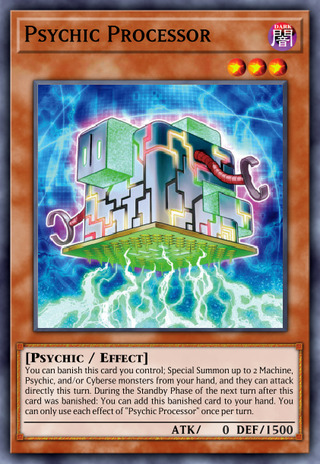 Psychic Processor
DARK
闇
[Psychic / Effect]
You can banish this card you control; Special Summon up to 2 Machine,
Psychic, and/or Cyberse monsters from your hand, and they can attack
directly this turn. During the Standby Phase of the next turn after this
card was banished: You can add this banished card to your hand. You
can only use each effect of "Psychic Processor" once per turn.
ATK/ 0 DEF/1500